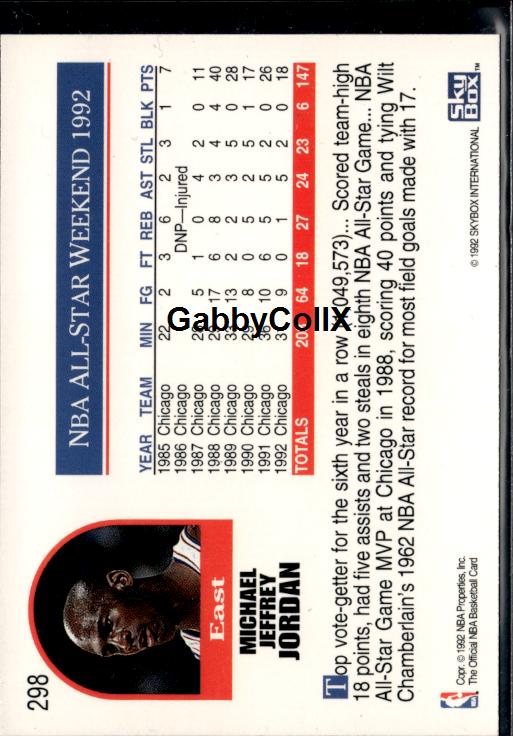 298
East
MICHAEL
JEFFREY
JORDAN
NBA ALL-STAR WEEKEND 1992
YEAR TEAM MIN FG FT REB AST STL BLK PTS
1985 Chicago 22 2 3 6 2 3 1 7
1986 Chicago DNP—Injured
1987 Chicago 5 1 0 4 2 0 11
1988 Chicago 17 6 8 3 4 4 40
1989 Chicago 13 2 2 3 5 0 28
1990 Chicago 8 0 5 2 5 1 17
1991 Chicago 10 6 5 5 2 0 26
1992 Chicago 9 0 1 5 2 0 18
TOTALS 64 18 27 24 23 6 147
Top vote-getter for the sixth year in a row ... Scored team-high
18 points, had five assists and two steals in eighth NBA All-Star Game... NBA
All-Star Game MVP at Chicago in 1988, scoring 40 points and tying Wilt
Chamberlain's 1962 NBA All-Star record for most field goals made with 17.
Copr. © 1992 NBA Properties, Inc.
The Official NBA Basketball Card
© 1992 SKYBOX INTERNATIONAL
SKYBOX™
NBA
GabbyCollX